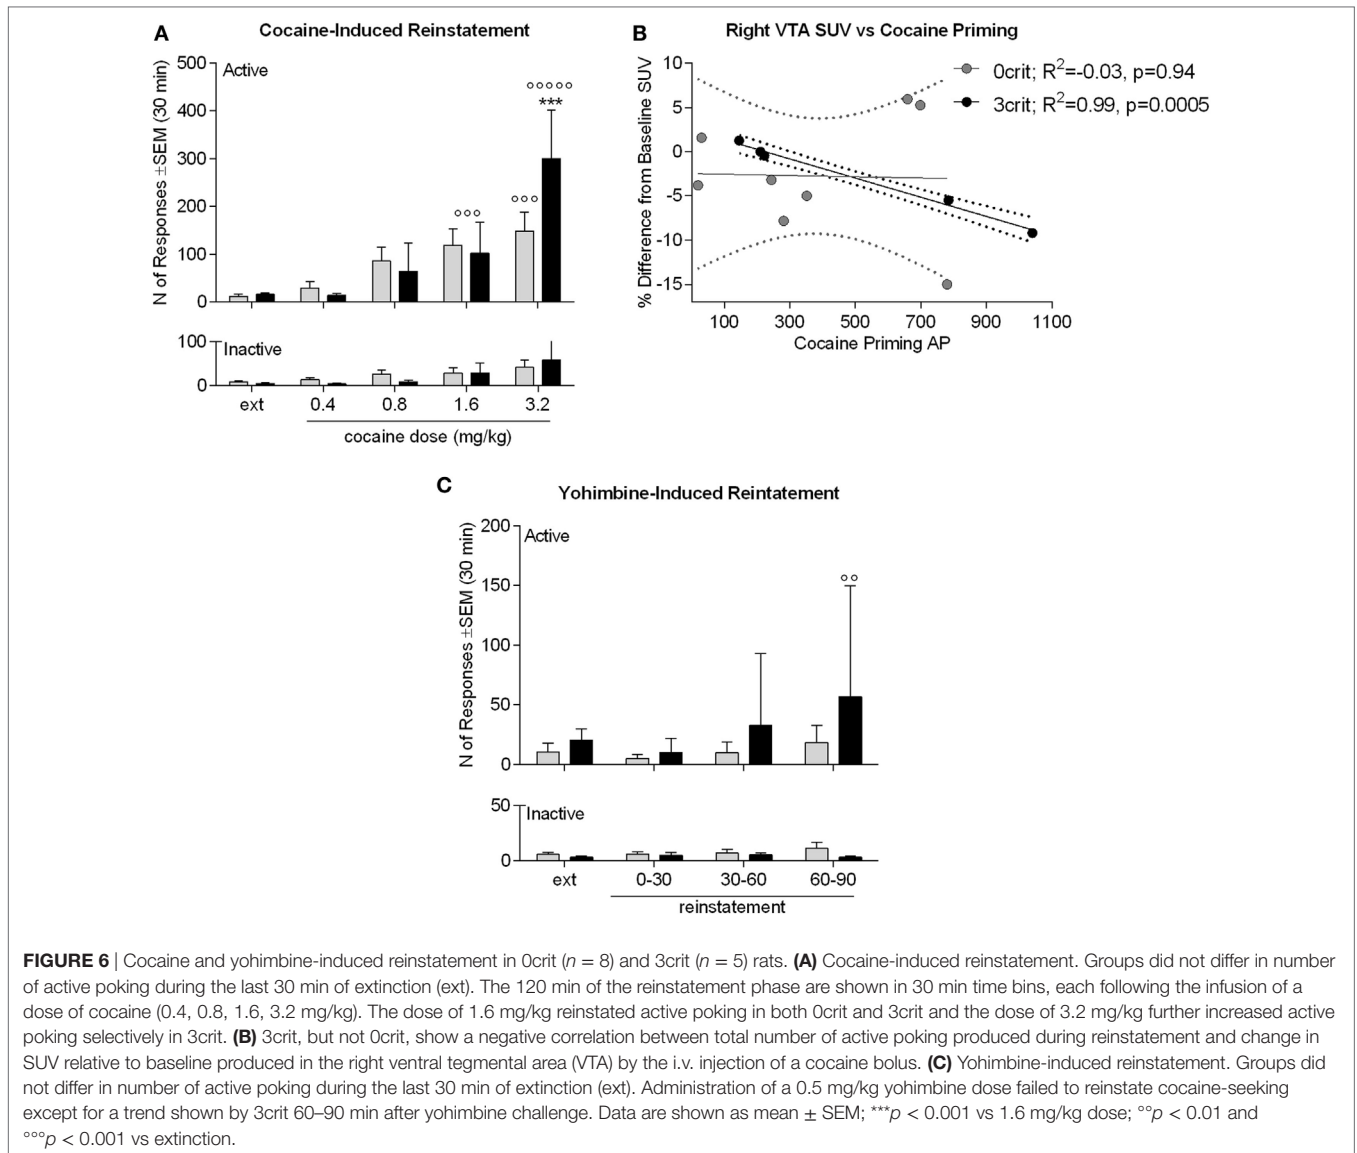 A
Cocaine-Induced Reinstatement
Active
N of Responses ±SEM (30 min)
500
400
300
200
100
0
°°°
°°°
°°°°°
***
Inactive
100
0
ext 0.4 0.8 1.6 3.2
cocaine dose (mg/kg)
B
Right VTA SUV vs Cocaine Priming
% Difference from Baseline SUV
10
5
0
-5
-10
-15
0crit; R²=-0.03, p=0.94
3crit; R²=0.99, p=0.0005
100 300 500 700 900 1100
Cocaine Priming AP
C
Yohimbine-Induced Reintatement
Active
N of Responses ±SEM (30 min)
200
150
100
50
0
°°
Inactive
50
0
ext 0-30 30-60 60-90
reinstatement
FIGURE 6 | Cocaine and yohimbine-induced reinstatement in 0crit (n = 8) and 3crit (n = 5) rats. (A) Cocaine-induced reinstatement. Groups did not differ in number
of active poking during the last 30 min of extinction (ext). The 120 min of the reinstatement phase are shown in 30 min time bins, each following the infusion of a
dose of cocaine (0.4, 0.8, 1.6, 3.2 mg/kg). The dose of 1.6 mg/kg reinstated active poking in both 0crit and 3crit and the dose of 3.2 mg/kg further increased active
poking selectively in 3crit. (B) 3crit, but not 0crit, show a negative correlation between total number of active poking produced during reinstatement and change in
SUV relative to baseline produced in the right ventral tegmental area (VTA) by the i.v. injection of a cocaine bolus. (C) Yohimbine-induced reinstatement. Groups did
not differ in number of active poking during the last 30 min of extinction (ext). Administration of a 0.5 mg/kg yohimbine dose failed to reinstate cocaine-seeking
except for a trend shown by 3crit 60–90 min after yohimbine challenge. Data are shown as mean ± SEM; ***p < 0.001 vs 1.6 mg/kg dose; °°p < 0.01 and
°°°p < 0.001 vs extinction.